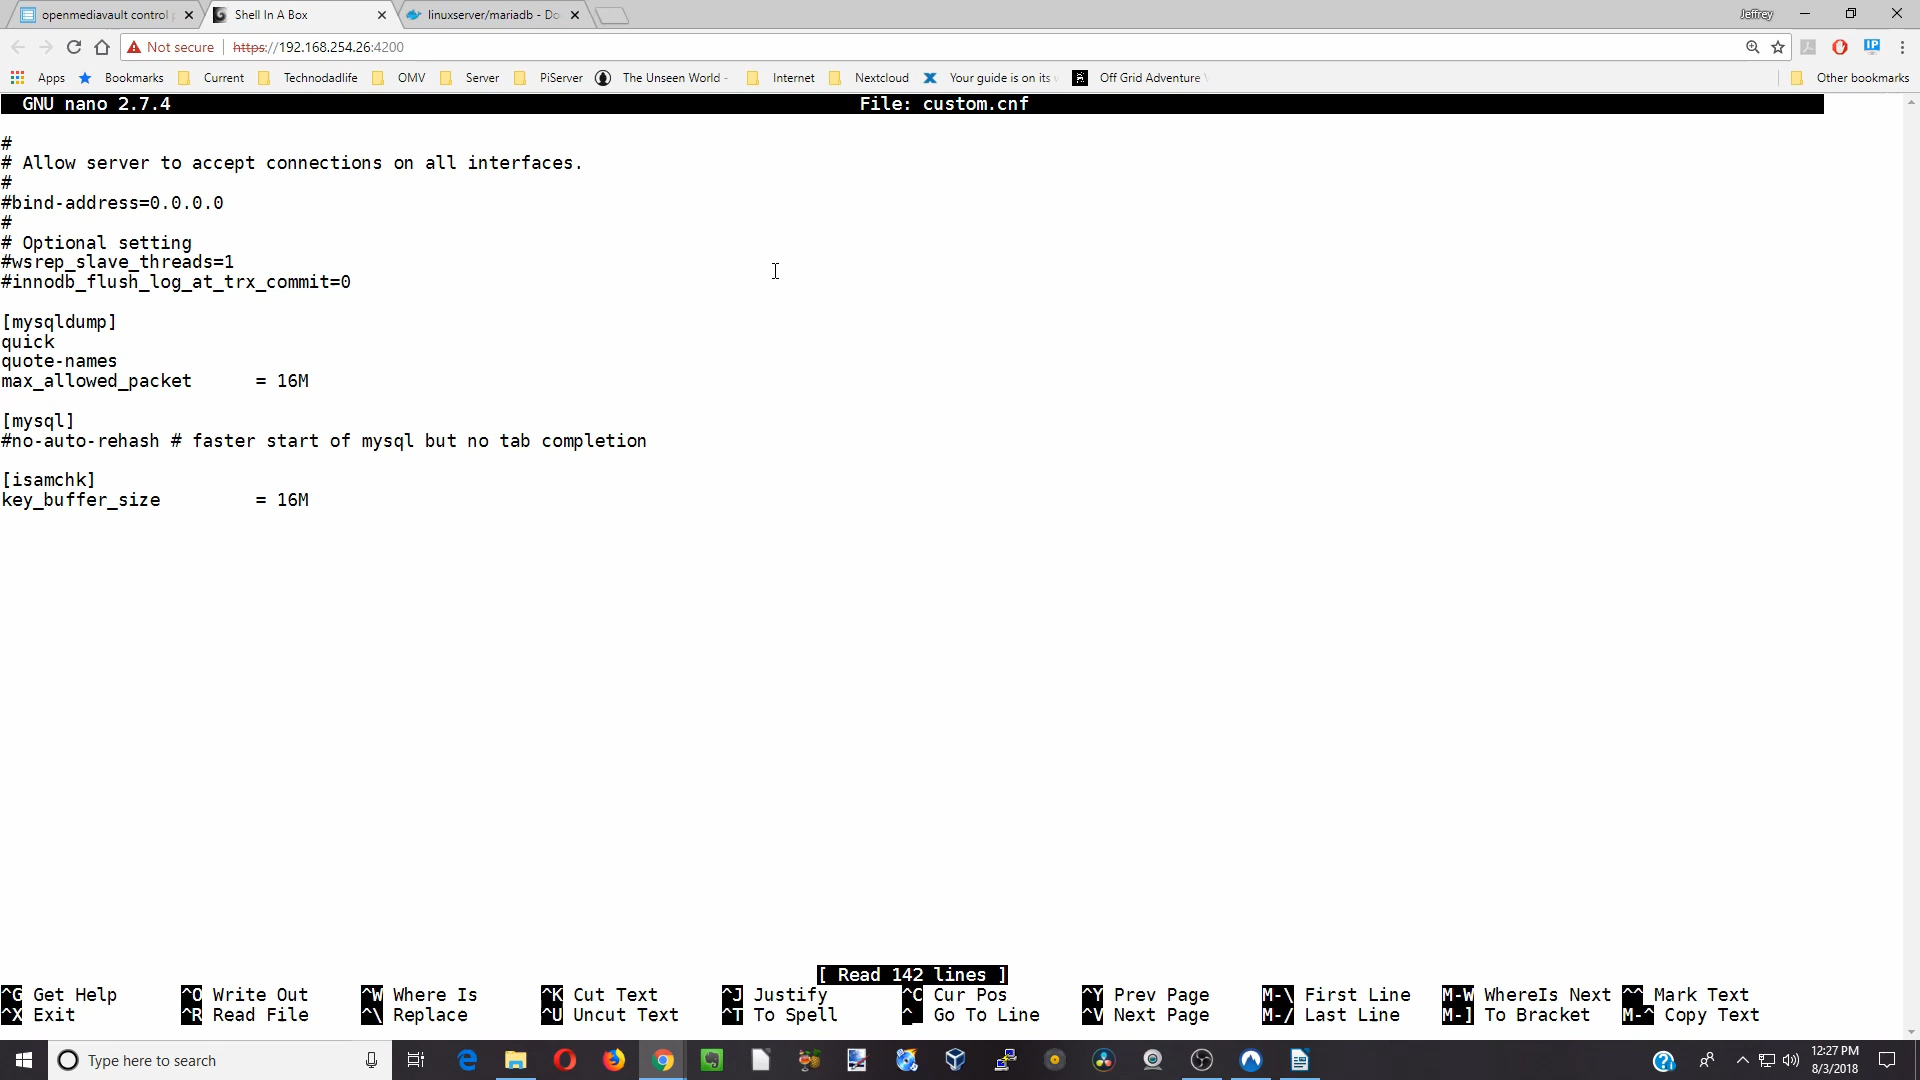 openmediavault control
Shell In A Box
linuxserver/mariadb - Do
Jeffrey
Not secure
https://192.168.254.26:4200
IP
Apps
Bookmarks
Current
Technodadlife
OMV
Server
PiServer
The Unseen World -
Internet
Nextcloud
Your guide is on its
Off Grid Adventure
Other bookmarks
GNU nano 2.7.4 File: custom.cnf
#
# Allow server to accept connections on all interfaces.
#
#bind-address=0.0.0.0
#
# Optional setting
#wsrep_slave_threads=1
#innodb_flush_log_at_trx_commit=0
[mysqldump]
quick
quote-names
max_allowed_packet = 16M
[mysql]
#no-auto-rehash # faster start of mysql but no tab completion
[isamchk]
key_buffer_size = 16M
[ Read 142 lines ]
^G Get Help ^O Write Out ^W Where Is ^K Cut Text ^J Justify ^C Cur Pos ^Y Prev Page M-\ First Line M-W WhereIs Next ^^ Mark Text
^X Exit ^R Read File ^\ Replace ^U Uncut Text ^T To Spell ^_ Go To Line ^V Next Page M-/ Last Line M-] To Bracket M-^ Copy Text
Type here to search
12:27 PM
8/3/2018